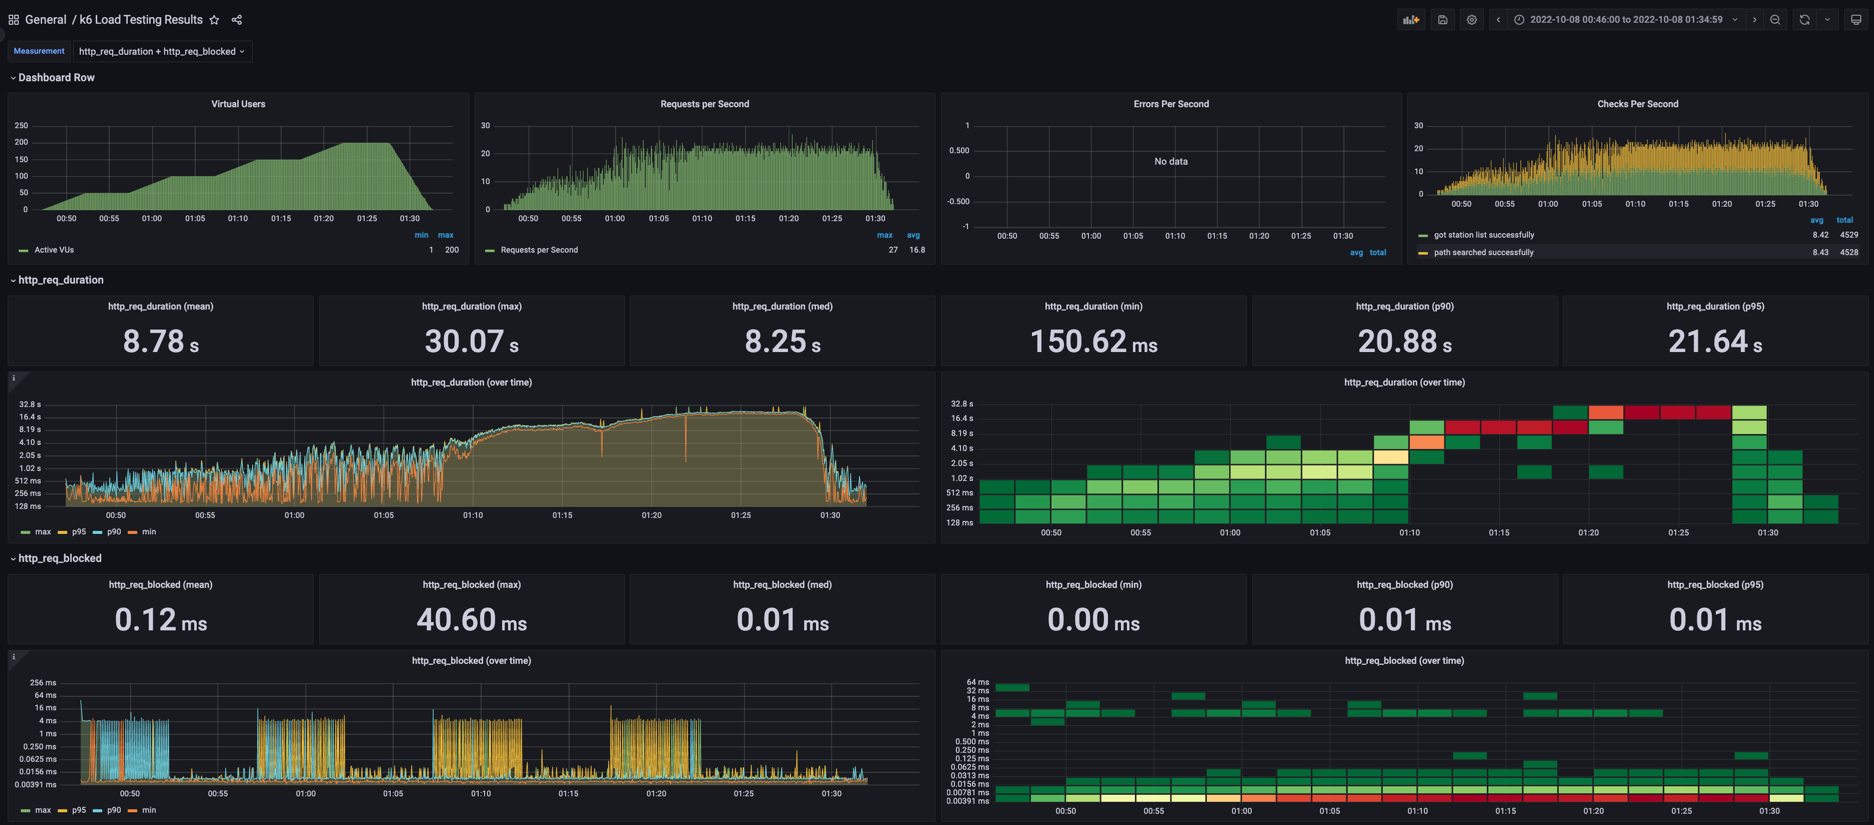 General / k6 Load Testing Results
2022-10-08 00:46:00 to 2022-10-08 01:34:59
Measurement http_req_duration + http_req_blocked
Dashboard Row
Virtual Users
250
200
150
100
50
0
00:50 00:55 01:00 01:05 01:10 01:15 01:20 01:25 01:30
min max
Active VUs 1 200
Requests per Second
30
20
10
0
00:50 00:55 01:00 01:05 01:10 01:15 01:20 01:25 01:30
max avg
Requests per Second 27 16.8
Errors Per Second
1
0.500
0
-0.500
-1
No data
00:50 00:55 01:00 01:05 01:10 01:15 01:20 01:25 01:30
avg total
Checks Per Second
30
20
10
0
00:50 00:55 01:00 01:05 01:10 01:15 01:20 01:25 01:30
avg total
got station list successfully 8.42 4529
path searched successfully 8.43 4528
http_req_duration
http_req_duration (mean)
8.78 s
http_req_duration (max)
30.07 s
http_req_duration (med)
8.25 s
http_req_duration (min)
150.62 ms
http_req_duration (p90)
20.88 s
http_req_duration (p95)
21.64 s
http_req_duration (over time)
32.8 s
16.4 s
8.19 s
4.10 s
2.05 s
1.02 s
512 ms
256 ms
128 ms
00:50 00:55 01:00 01:05 01:10 01:15 01:20 01:25 01:30
max p95 p90 min
http_req_duration (over time)
32.8 s
16.4 s
8.19 s
4.10 s
2.05 s
1.02 s
512 ms
256 ms
128 ms
00:50 00:55 01:00 01:05 01:10 01:15 01:20 01:25 01:30
http_req_blocked
http_req_blocked (mean)
0.12 ms
http_req_blocked (max)
40.60 ms
http_req_blocked (med)
0.01 ms
http_req_blocked (min)
0.00 ms
http_req_blocked (p90)
0.01 ms
http_req_blocked (p95)
0.01 ms
http_req_blocked (over time)
256 ms
64 ms
16 ms
4 ms
1 ms
0.250 ms
0.0625 ms
0.0156 ms
0.00391 ms
00:50 00:55 01:00 01:05 01:10 01:15 01:20 01:25 01:30
max p95 p90 min
http_req_blocked (over time)
64 ms
32 ms
16 ms
8 ms
4 ms
2 ms
1 ms
0.500 ms
0.250 ms
0.125 ms
0.0625 ms
0.0313 ms
0.0156 ms
0.00781 ms
0.00391 ms
00:50 00:55 01:00 01:05 01:10 01:15 01:20 01:25 01:30